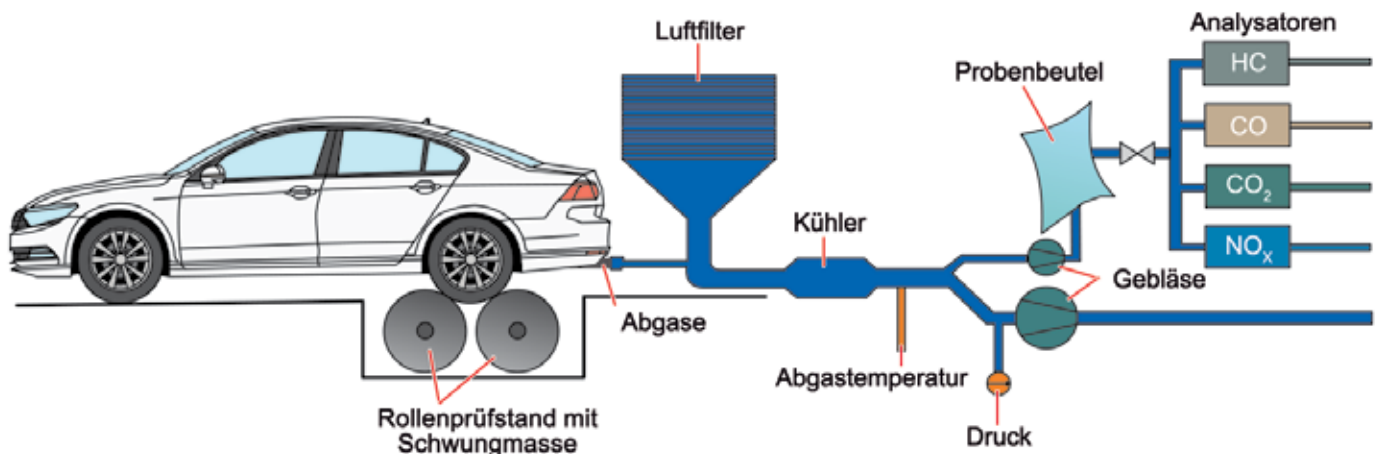 Analysatoren
Luftfilter
HC
Probenbeutel
CO
CO₂
Kühler
NOₓ
Gebläse
Abgase
Abgastemperatur
Rollenprüfstand mit
Schwungmasse
Druck